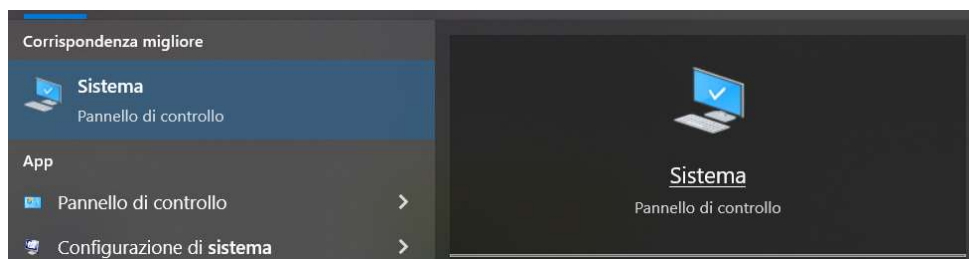 Corrispondenza migliore
Sistema
Pannello di controllo
App
Pannello di controllo
Configurazione di sistema
Sistema
Pannello di controllo